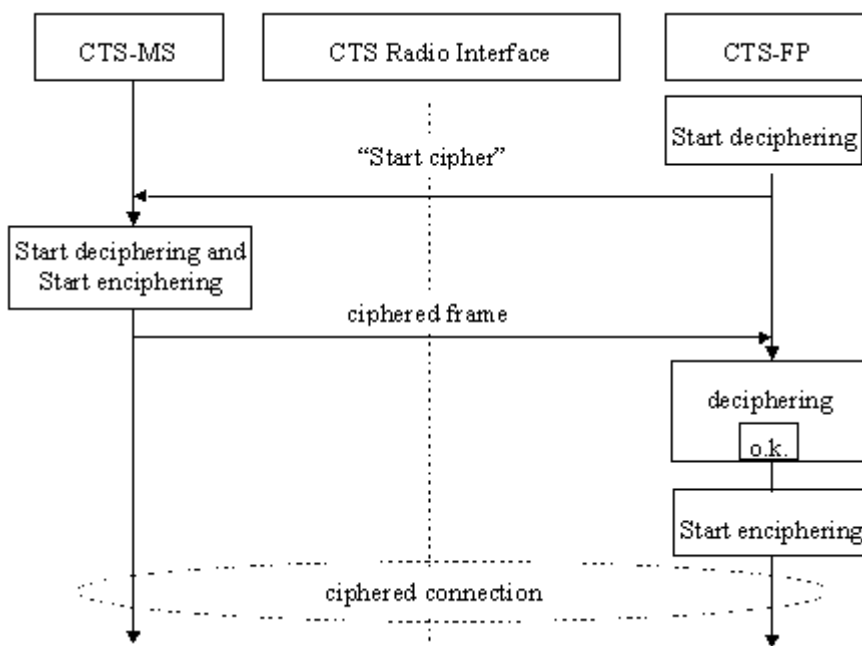 CTS-MS
CTS Radio Interface
CTS-FP
Start deciphering
“Start cipher”
Start deciphering and
Start enciphering
ciphered frame
deciphering
o.k.
Start enciphering
ciphered connection